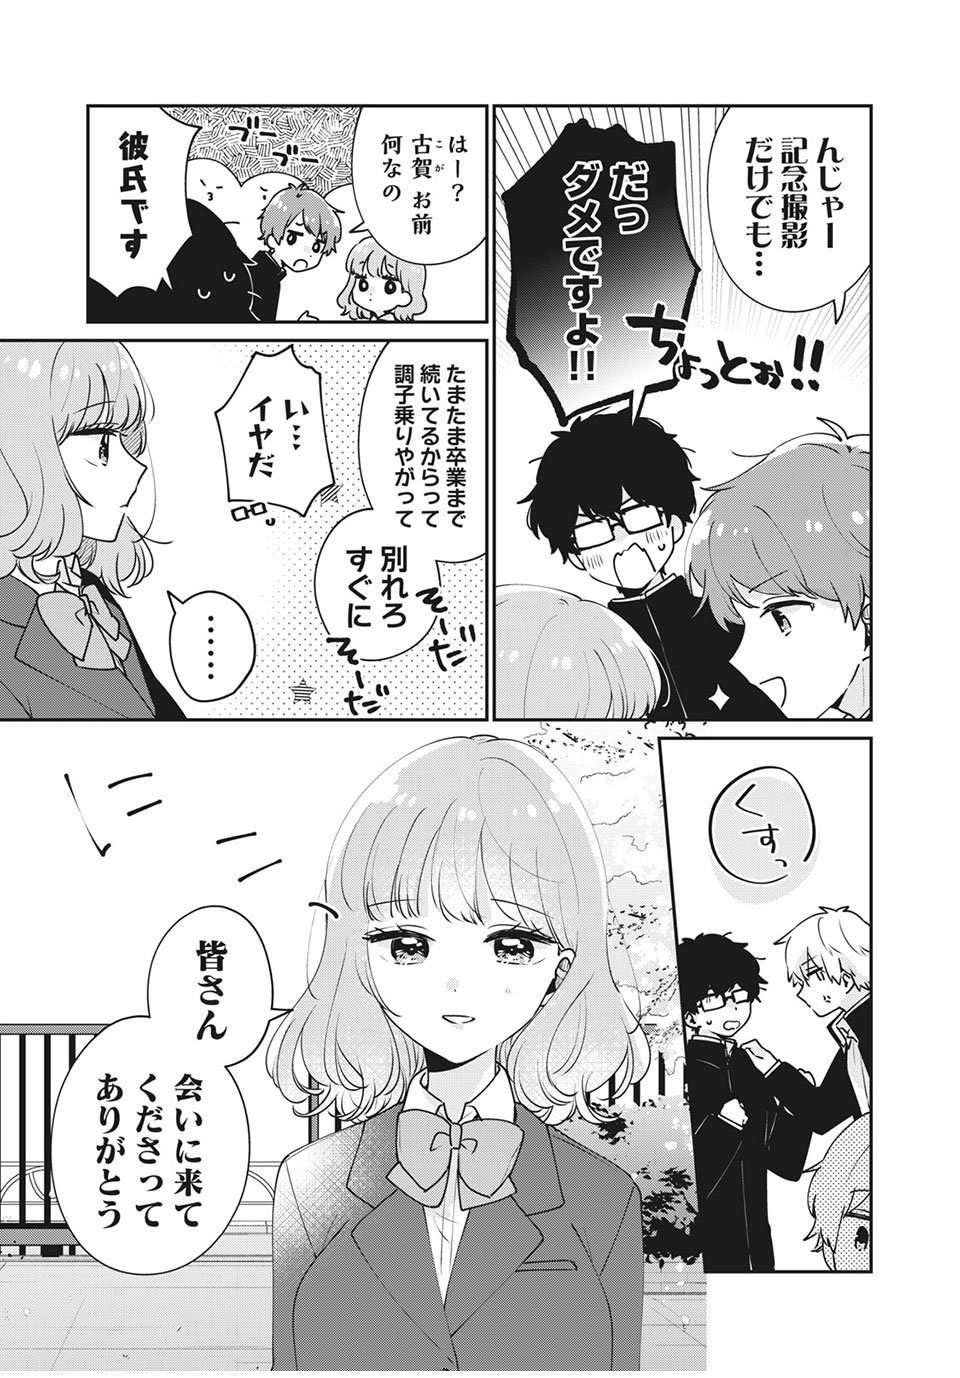 んじゃー
記念撮影
だけでも…
だっ
ダメですよ!!
ちょっとぉ!!
はー?
古賀 お前
こが
何なの
ブー
ブー
彼氏です
たまたま卒業まで
続いてるからって
調子乗りやがって
別れろ
すぐに
そーだ
そーだ
い…
イヤだ
……
くすっ
皆さん
会いに来て
くださって
ありがとう